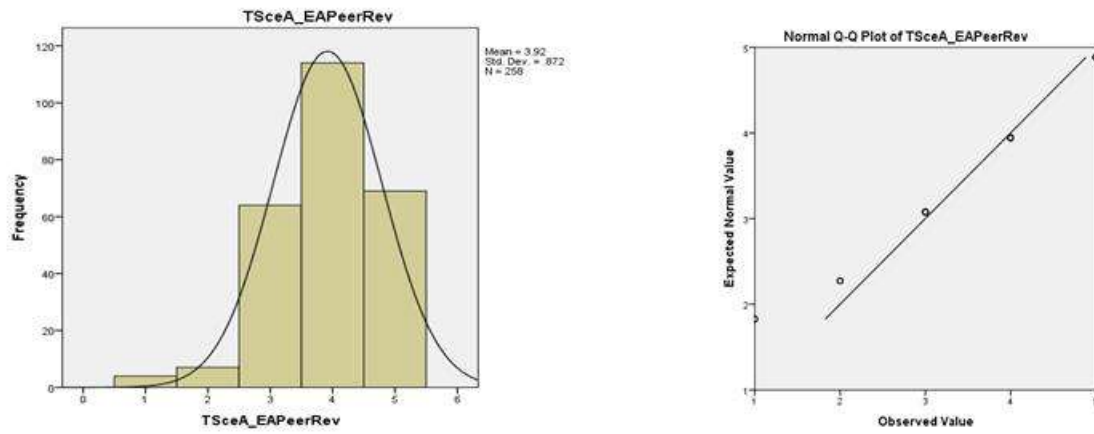 TSceA_EAPeerRev
Mean = 3.92
Std. Dev. = .872
N = 258
120
100
80
60
40
20
0
Frequency
0 1 2 3 4 5 6
TSceA_EAPeerRev
Normal Q-Q Plot of TSceA_EAPeerRev
5
4
3
2
1
Expected Normal Value
1 2 3 4 5
Observed Value